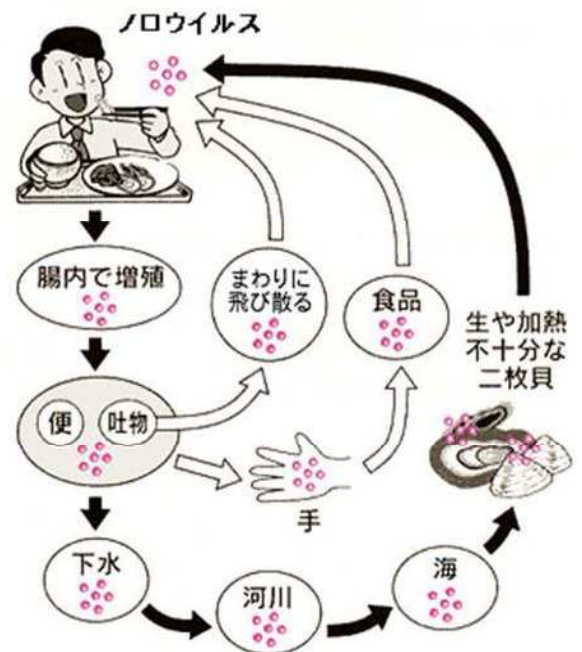 ノロウイルス
腸内で増殖
まわりに
飛び散る
食品
生や加熱
不十分な
二枚貝
便
吐物
手
下水
河川
海